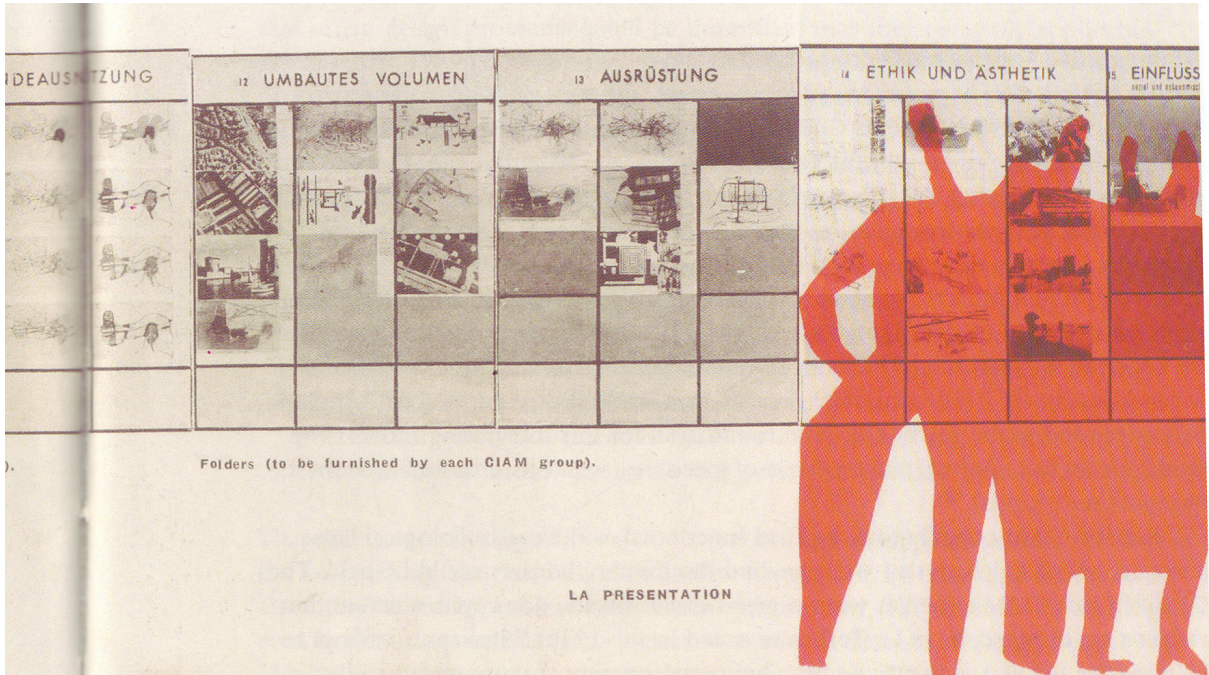 NDEAUSNÜTZUNG
12 UMBAUTES VOLUMEN
13 AUSRÜSTUNG
14 ETHIK UND ÄSTHETIK
15 EINFLÜSS
).
Folders (to be furnished by each CIAM group).
LA PRESENTATION